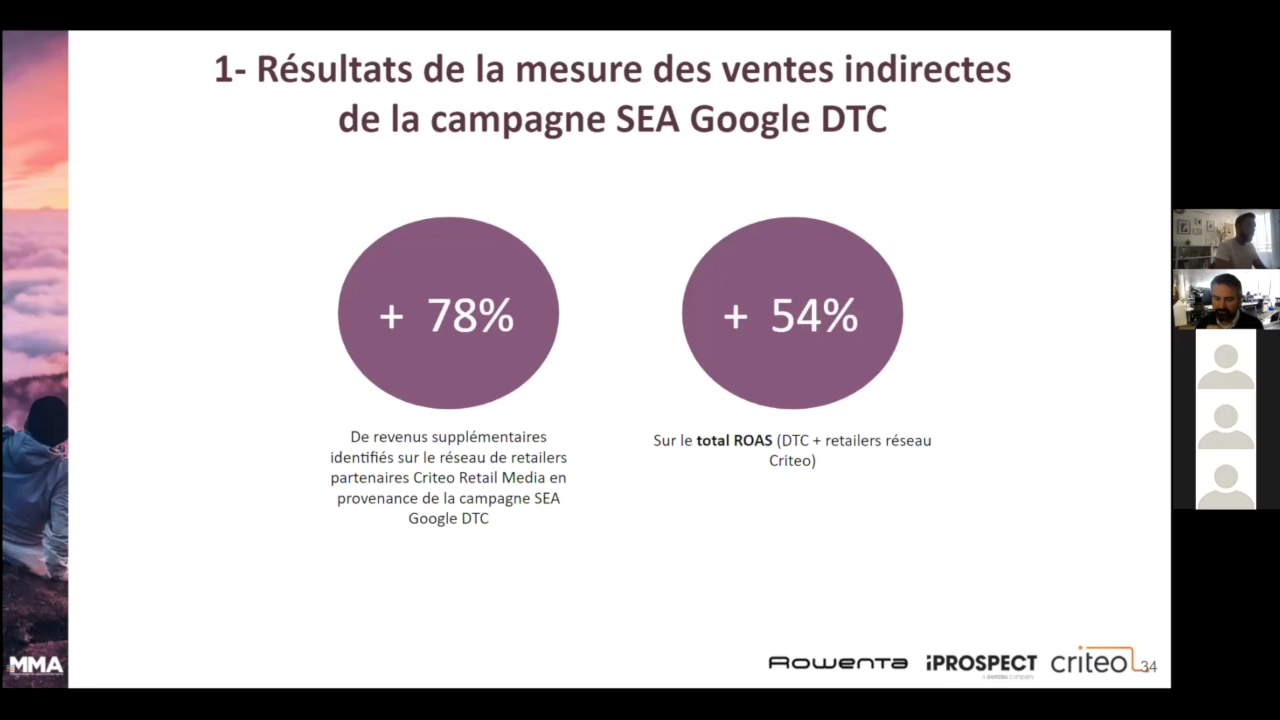 1- Résultats de la mesure des ventes indirectes
de la campagne SEA Google DTC
+ 78%
+ 54%
De revenus supplémentaires
identifiés sur le réseau de retailers
partenaires Criteo Retail Media en
provenance de la campagne SEA
Google DTC
Sur le total ROAS (DTC + retailers réseau
Criteo)
MMA
Rowenta
iPROSPECT
a dentsu company
criteo
34